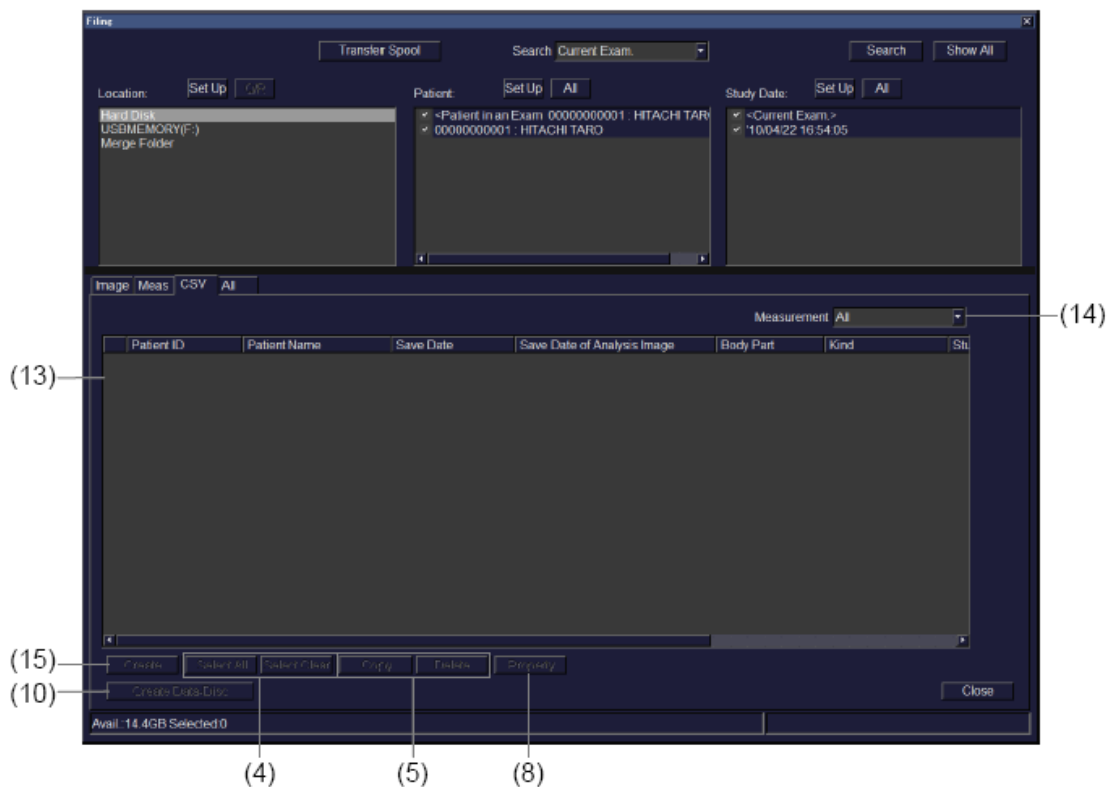 Filing
Transfer Spool Search Current Exam. Search Show All
Location: Set Up G/P Patient: Set Up All Study Date: Set Up All
Hard Disk
USBMEMORY(F:)
Merge Folder
<Patient in an Exam 00000000001 : HITACHI TAR
00000000001 : HITACHI TARO
<Current Exam.>
'10/04/22 16:54:05
Image Meas CSV All
Measurement All (14)
Patient ID Patient Name Save Date Save Date of Analysis Image Body Part Kind Stu
(13)
(15) Create Select All Select Clear Copy Delete Property
(10) Create Data-Disc Close
Avail.:14.4GB Selected:0
(4) (5) (8)